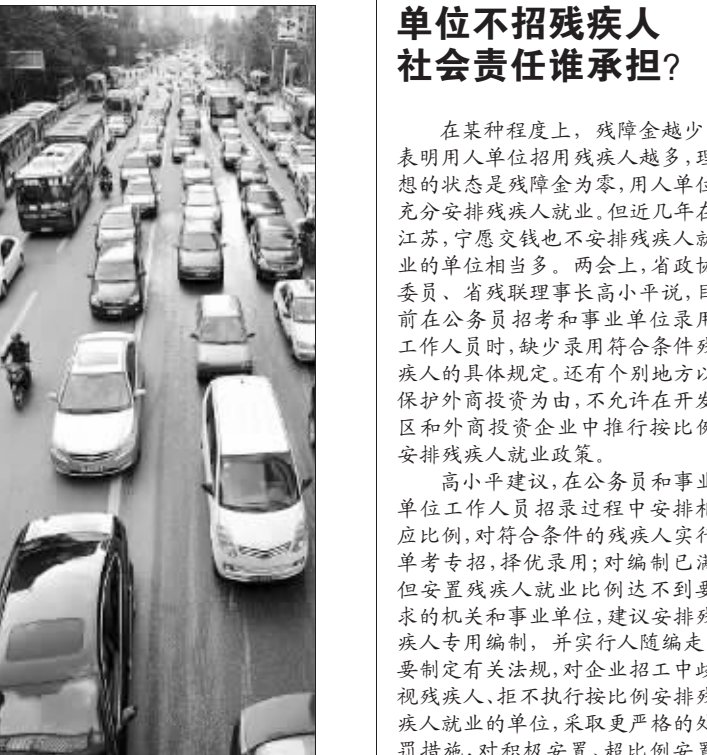 单位不招残疾人
社会责任谁承担?
在某种程度上，残障金越少
表明用人单位招用残疾人越多,理
想的状态是残障金为零,用人单位
充分安排残疾人就业。但近几年在
江苏,宁愿交钱也不安排残疾人就
业的单位相当多。两会上,省政协
委员、省残联理事长高小平说,目
前在公务员招考和事业单位录用
工作人员时,缺少录用符合条件残
疾人的具体规定。还有个别地方以
保护外商投资为由,不允许在开发
区和外商投资企业中推行按比例
安排残疾人就业政策。
高小平建议,在公务员和事业
单位工作人员招录过程中安排相
应比例,对符合条件的残疾人实行
单考专招,择优录用;对编制已满
但安置残疾人就业比例达不到要
求的机关和事业单位,建议安排残
疾人专用编制，并实行人随编走
要制定有关法规,对企业招工中歧
视残疾人、拒不执行按比例安排残
疾人就业的单位,采取更严格的处
罚措施,对积极安置、超比例安置